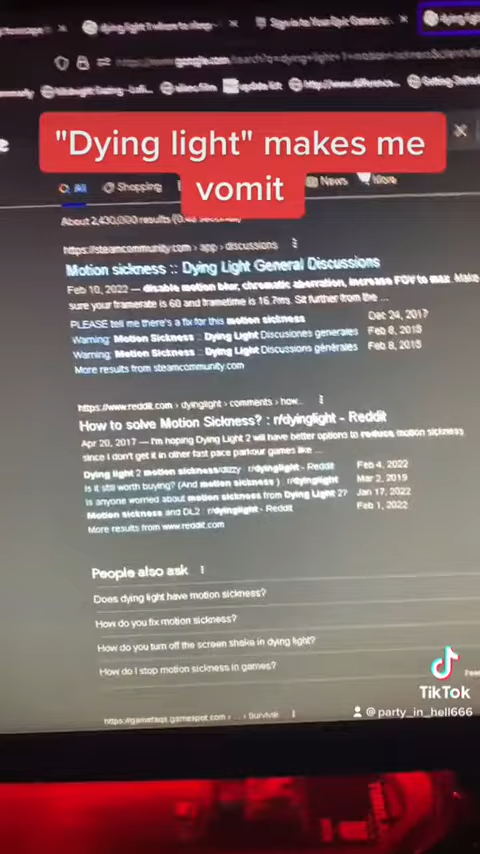 "Dying light" makes me
vomit
All
Shopping
News
More
About 2,430,000 results
https://steamcommunity.com › app › discussions
Motion sickness :: Dying Light General Discussions
Feb 10, 2022 — disable motion blur, chromatic aberration, increase FOV to max. Make
sure your framerate is 60 and frametime is 16.7ms. Sit further from the ...
PLEASE tell me there's a fix for this motion sickness Dec 24, 2017
Warning: Motion Sickness :: Dying Light Discusiones generales Feb 8, 2015
Warning: Motion Sickness :: Dying Light Discussions générales Feb 8, 2015
More results from steamcommunity.com
https://www.reddit.com › dyinglight › comments › how...
How to solve Motion Sickness? : r/dyinglight - Reddit
Apr 20, 2017 — I'm hoping Dying Light 2 will have better options to reduce motion sickness
since I don't get it in other fast pace parkour games like ...
Dying light 2 motion sickness/dizzy : r/dyinglight - Reddit Feb 4, 2022
Is it still worth buying? (And motion sickness ) : r/dyinglight Mar 2, 2019
Is anyone worried about motion sickness from Dying Light 2? Jan 17, 2022
Motion sickness and DL2 : r/dyinglight - Reddit Feb 1, 2022
More results from www.reddit.com
People also ask
Does dying light have motion sickness?
How do you fix motion sickness?
How do you turn off the screen shake in dying light?
How do I stop motion sickness in games?
https://gamefaqs.gamespot.com › ... › Survival
TikTok
@party_in_hell666